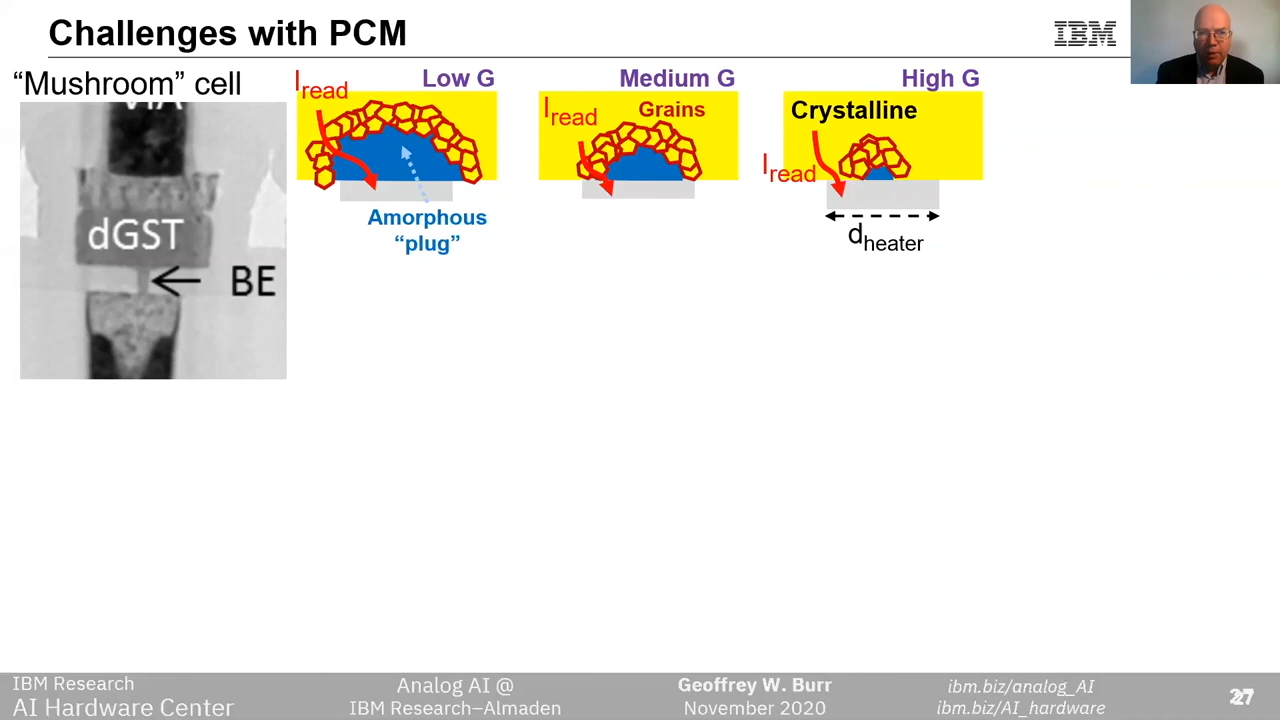 Challenges with PCM
IBM
“Mushroom” cell
VIA
dGST
BE
Iread
Low G
Amorphous
“plug”
Iread
Medium G
Grains
High G
Crystalline
Iread
dheater
IBM Research
AI Hardware Center
Analog AI @
IBM Research–Almaden
Geoffrey W. Burr
November 2020
ibm.biz/analog_AI
ibm.biz/AI_hardware